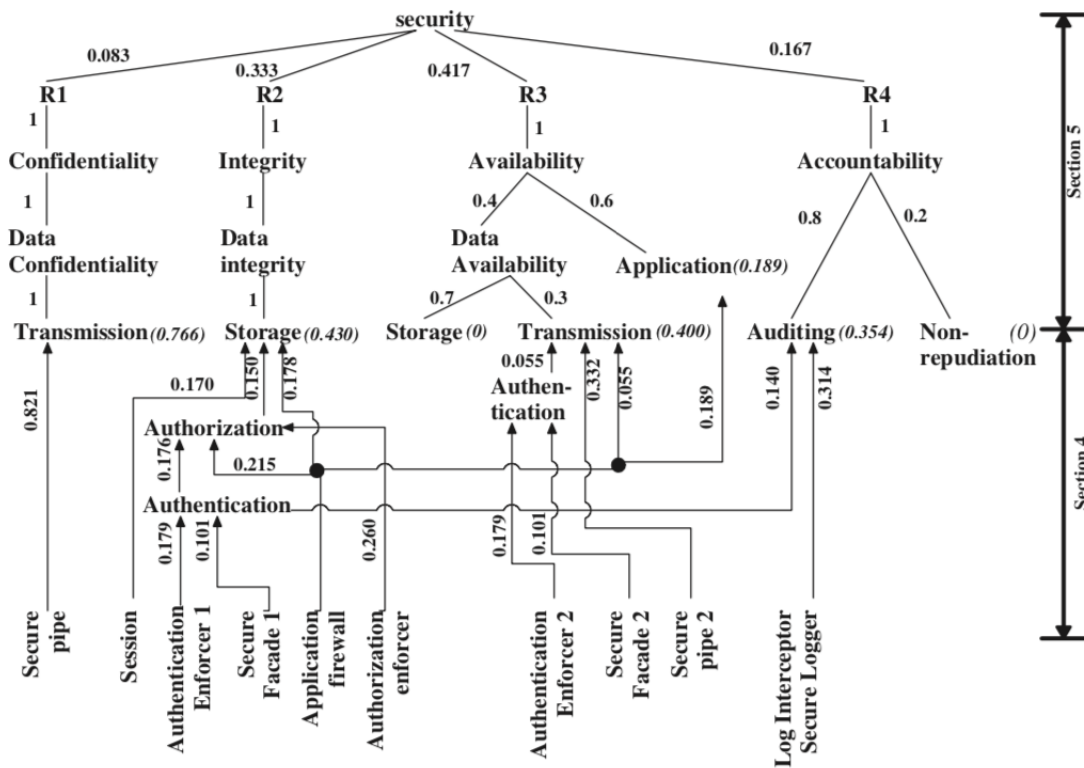 security
0.083
0.333
0.417
0.167
R1
R2
R3
R4
1
1
1
1
Confidentiality
Integrity
Availability
Accountability
1
1
0.4
0.6
0.8
0.2
Data
Confidentiality
Data
integrity
Data
Availability
Application(0.189)
1
1
0.7
0.3
Transmission(0.766)
Storage(0.430)
Storage(0)
Transmission(0.400)
Auditing(0.354)
Non-
repudiation
(0)
0.821
0.170
0.150
0.178
0.055
0.332
0.055
0.189
0.140
0.314
Authen-
tication
Authorization
0.176
0.215
Authentication
0.179
0.101
0.260
0.179
0.101
Secure
pipe
Session
Authentication
Enforcer 1
Secure
Facade 1
Application
firewall
Authorization
enforcer
Authentication
Enforcer 2
Secure
Facade 2
Secure
pipe 2
Log Interceptor
Secure Logger
Section 5
Section 4